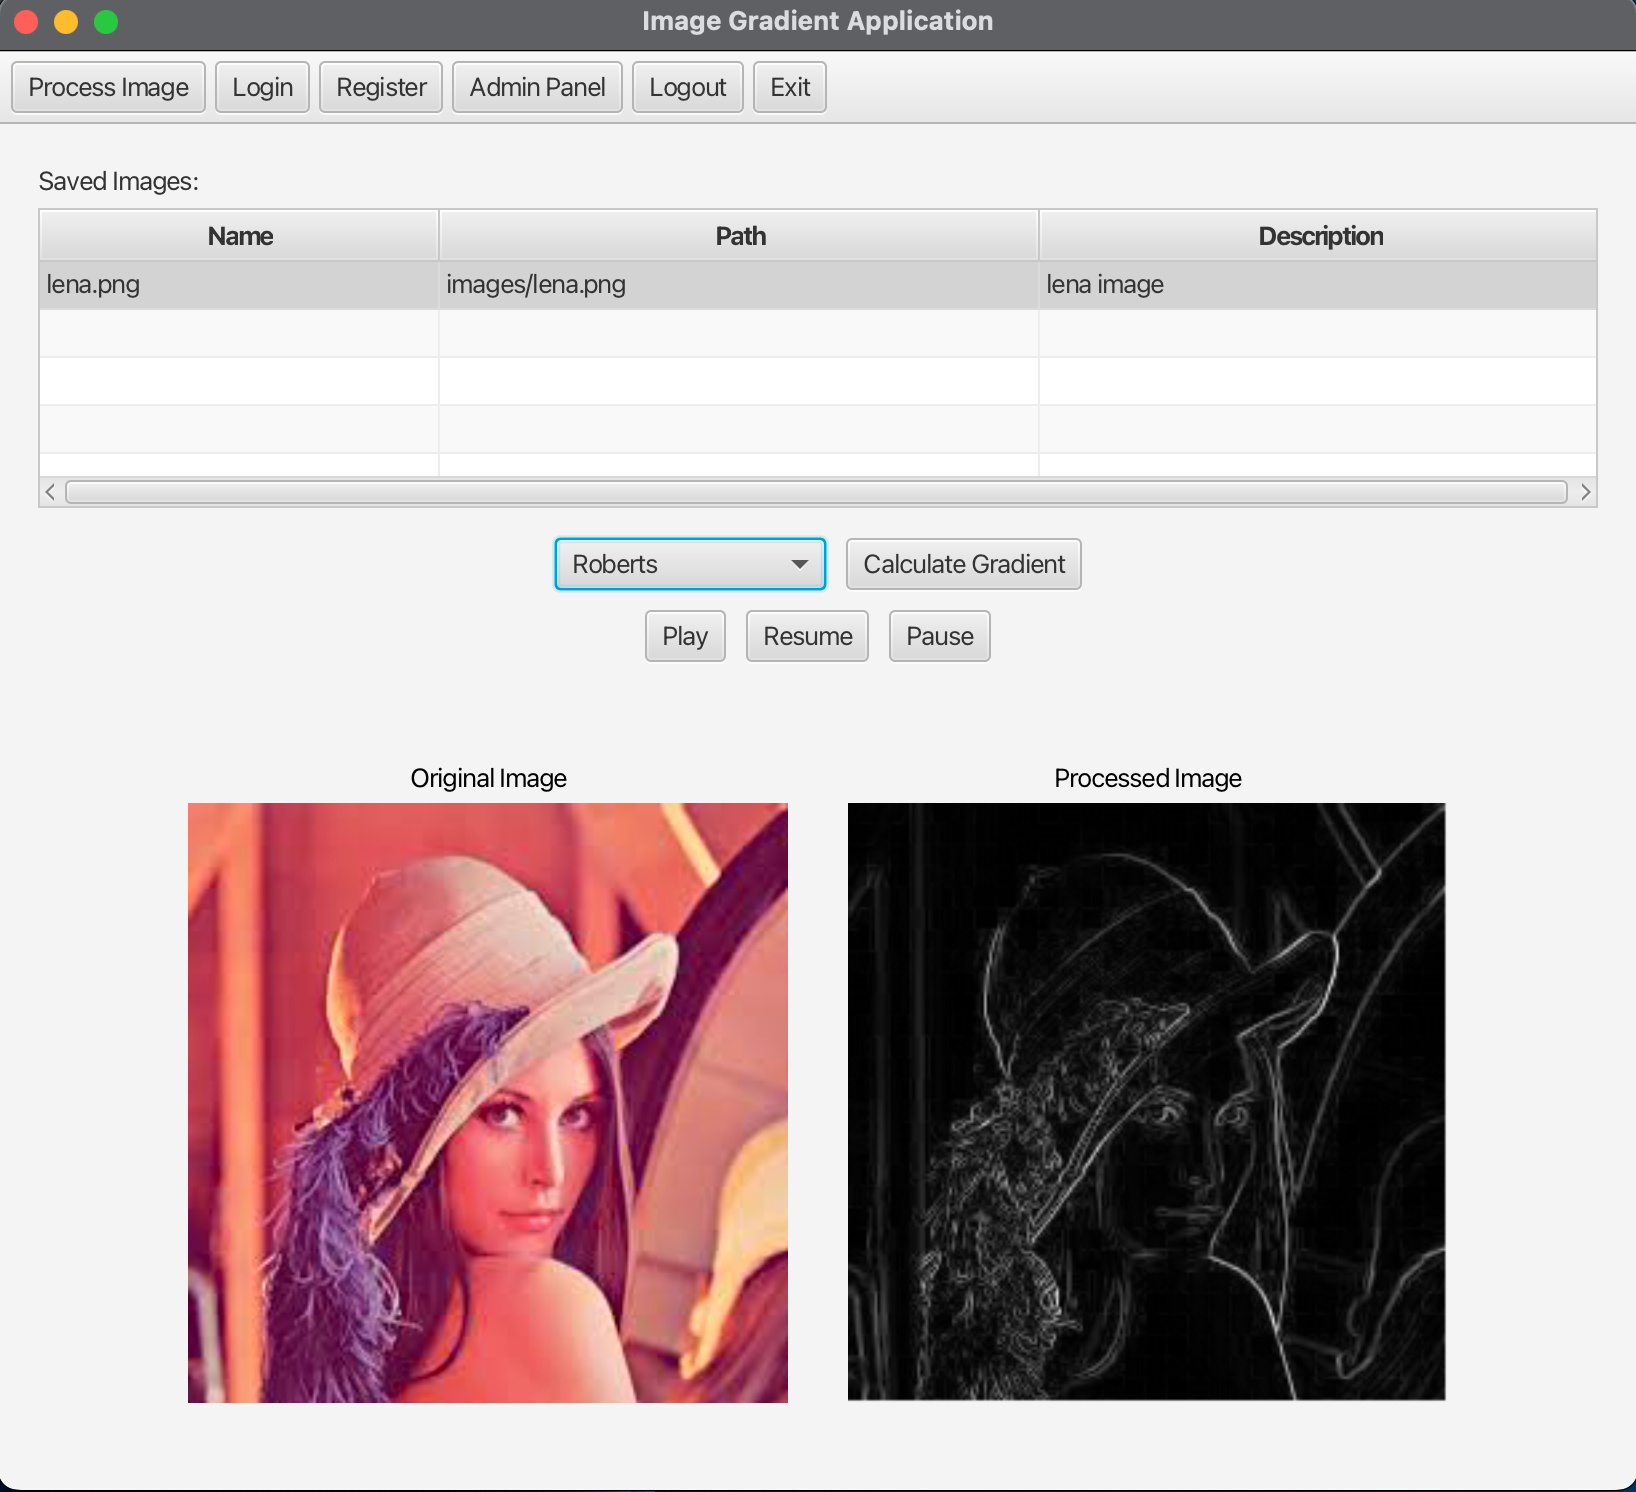 Image Gradient Application
Process Image Login Register Admin Panel Logout Exit
Saved Images:
Name Path Description
lena.png images/lena.png lena image
Roberts Calculate Gradient
Play Resume Pause
Original Image Processed Image